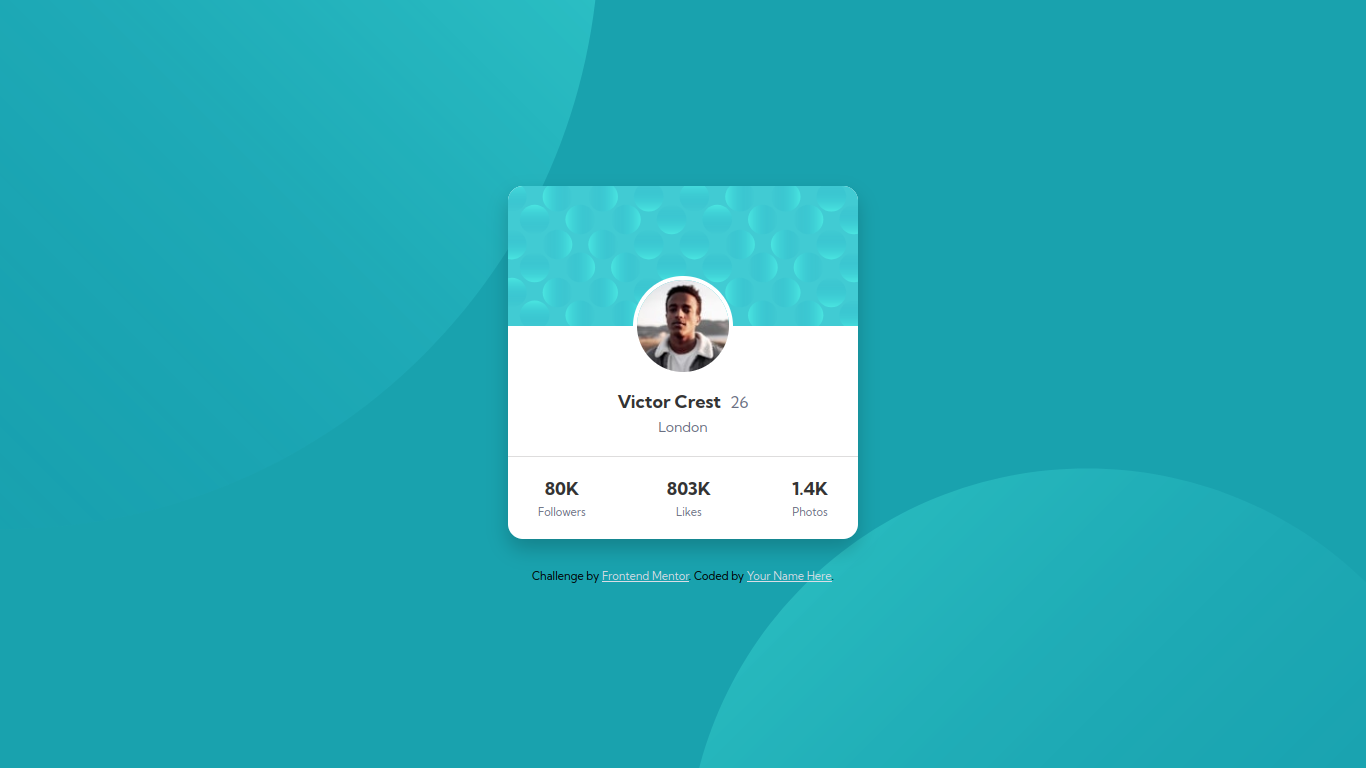 Victor Crest 26
London
80K 803K 1.4K
Followers Likes Photos
Challenge by Frontend Mentor. Coded by Your Name Here.